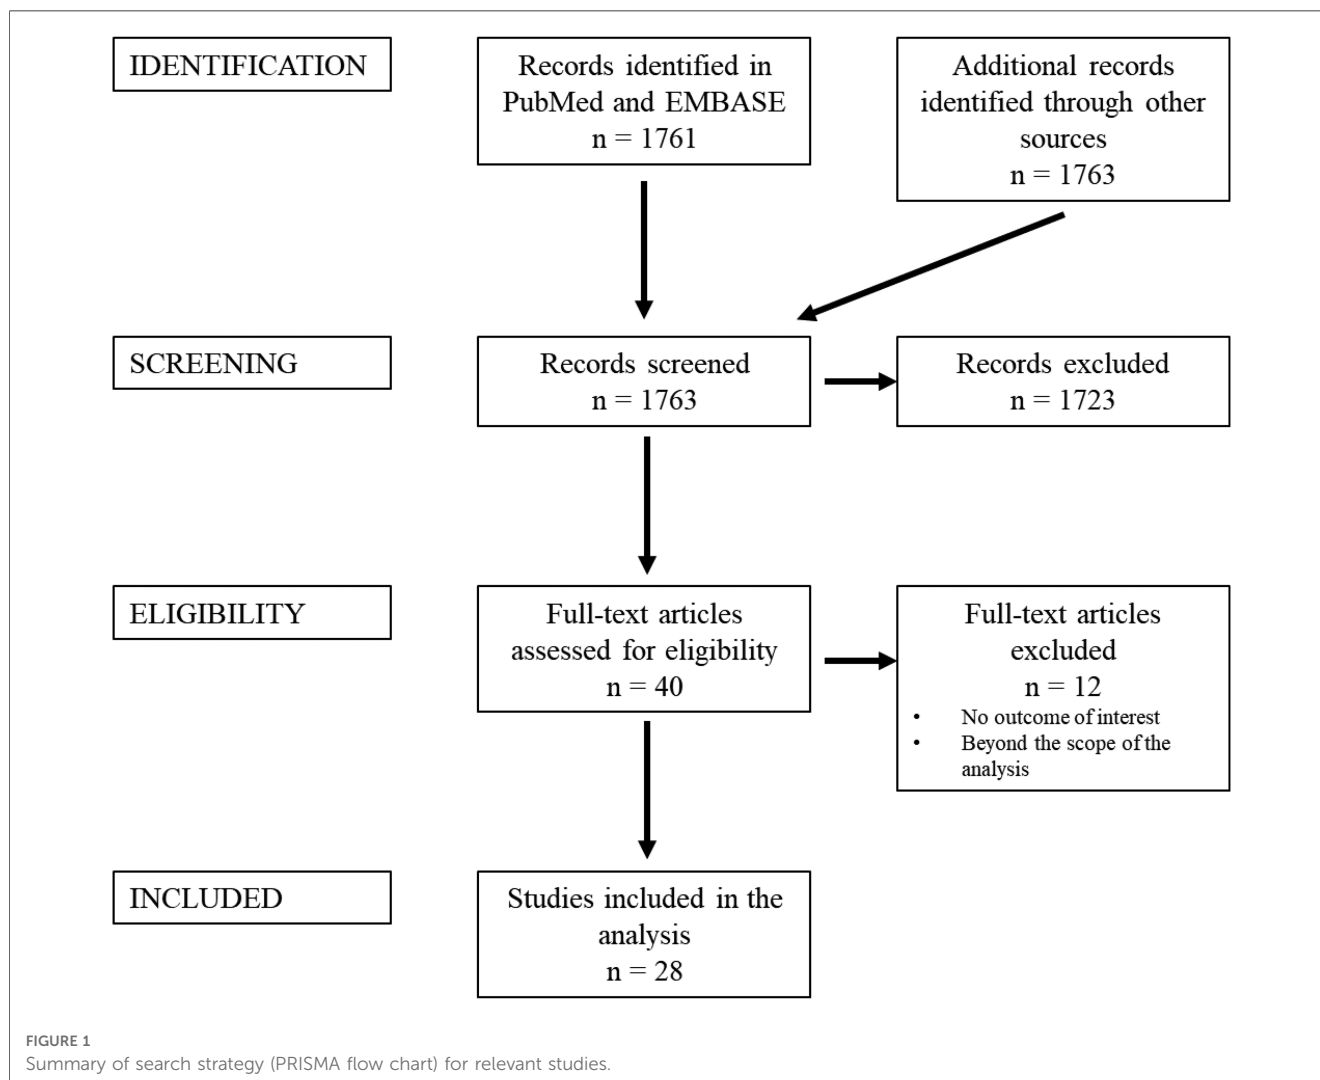 IDENTIFICATION
Records identified in
PubMed and EMBASE
n = 1761
Additional records
identified through other
sources
n = 1763
SCREENING
Records screened
n = 1763
Records excluded
n = 1723
ELIGIBILITY
Full-text articles
assessed for eligibility
n = 40
Full-text articles
excluded
n = 12
• No outcome of interest
• Beyond the scope of the
analysis
INCLUDED
Studies included in the
analysis
n = 28
FIGURE 1
Summary of search strategy (PRISMA flow chart) for relevant studies.